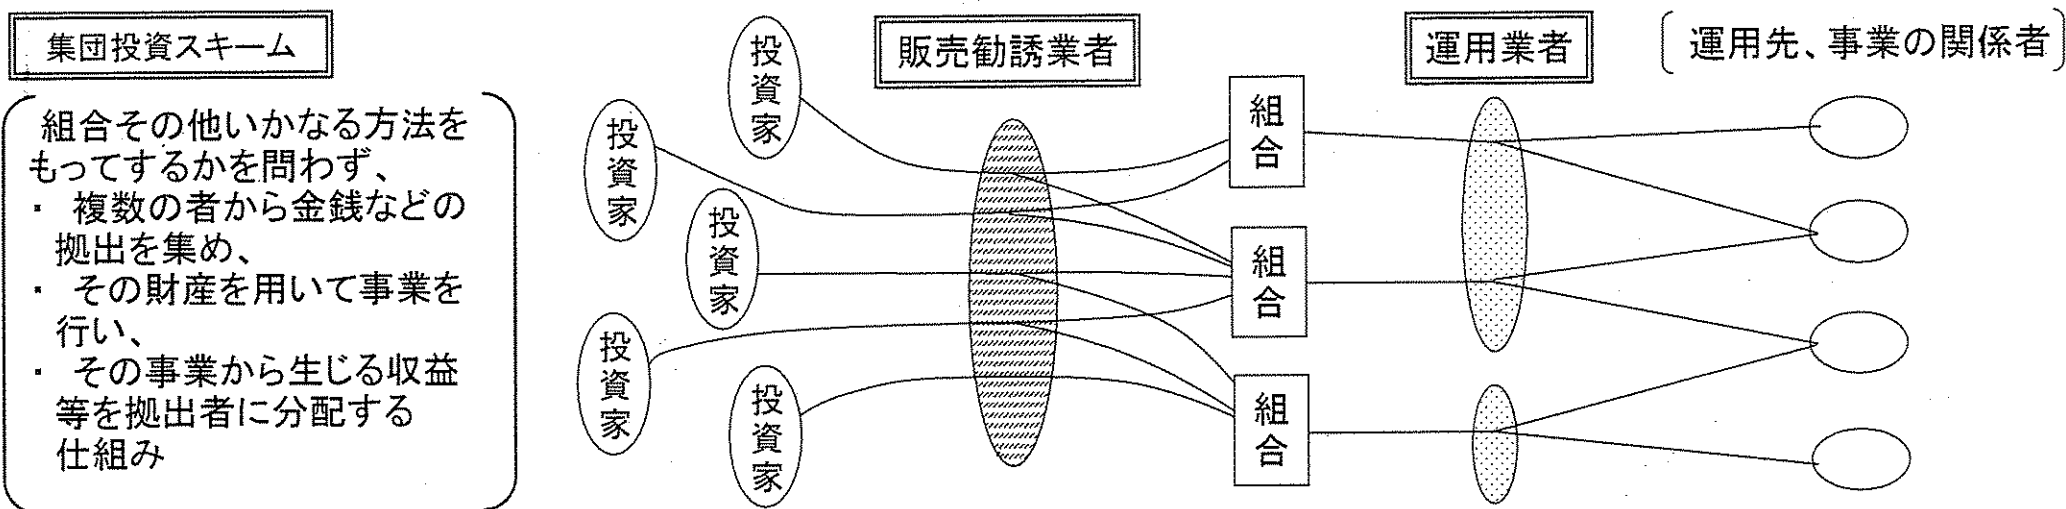 集団投資スキーム
組合その他いかなる方法を
もってするかを問わず、
・ 複数の者から金銭などの
拠出を集め、
・ その財産を用いて事業を
行い、
・ その事業から生じる収益
等を拠出者に分配する
仕組み
投資家
投資家
投資家
投資家
投資家
販売勧誘業者
組合
組合
組合
運用業者
運用先、事業の関係者